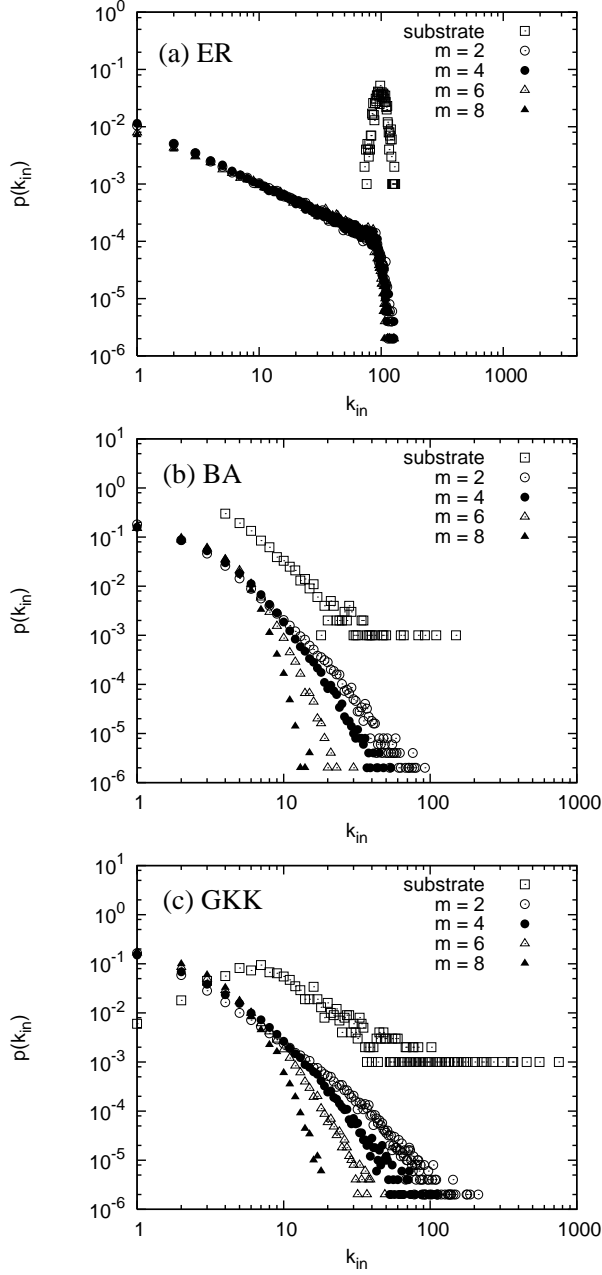 10^0
10^-1
10^-2
10^-3
10^-4
10^-5
10^-6
p(k_in)
(a) ER
substrate
m = 2
m = 4
m = 6
m = 8
1 10 100 1000
k_in
10^1
10^0
10^-1
10^-2
10^-3
10^-4
10^-5
10^-6
p(k_in)
(b) BA
substrate
m = 2
m = 4
m = 6
m = 8
1 10 100 1000
k_in
10^1
10^0
10^-1
10^-2
10^-3
10^-4
10^-5
10^-6
p(k_in)
(c) GKK
substrate
m = 2
m = 4
m = 6
m = 8
1 10 100 1000
k_in